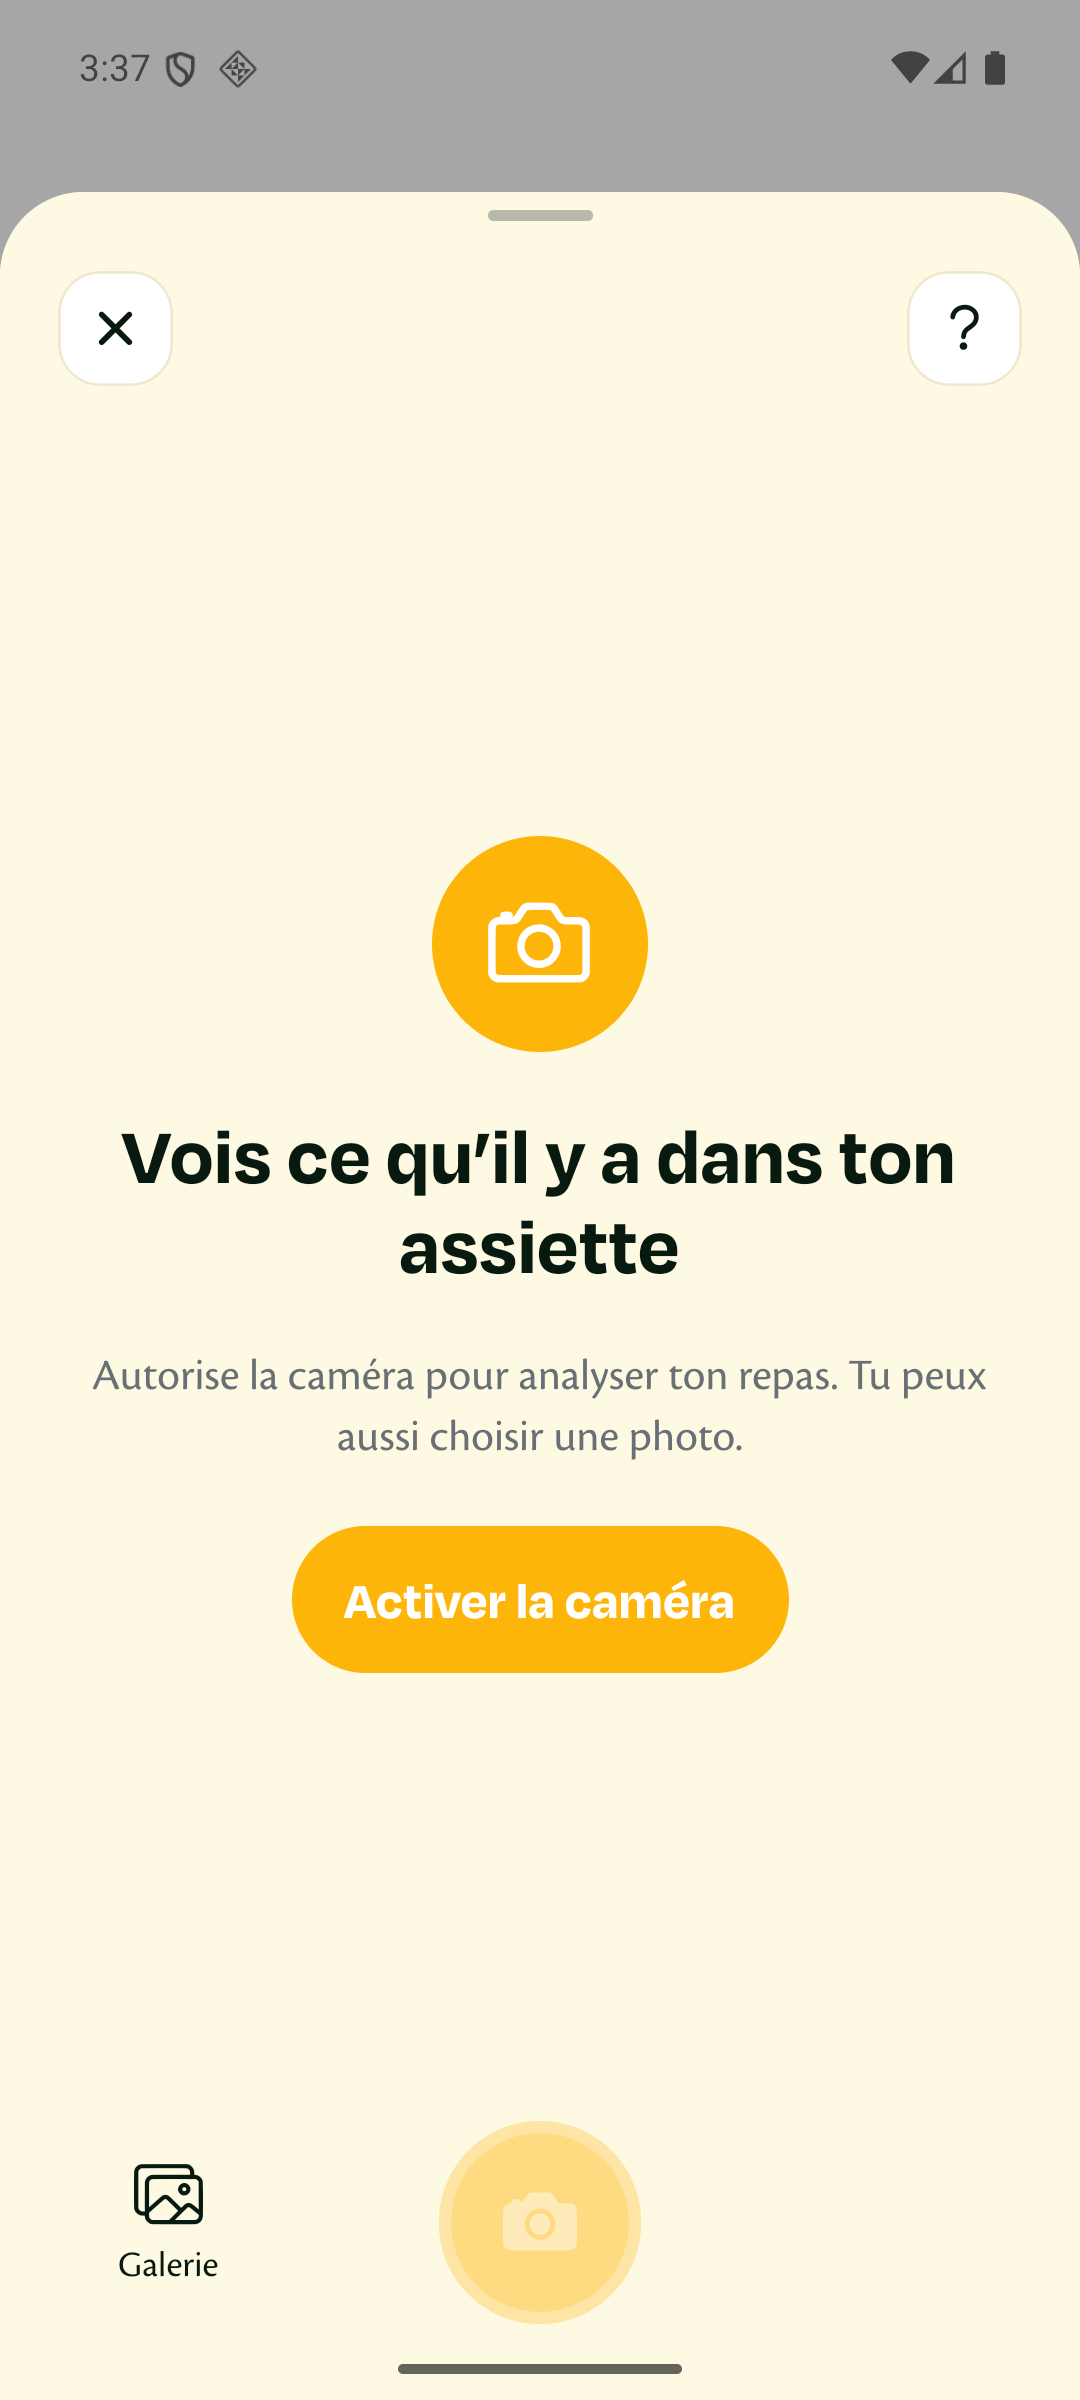 3:37
?
Vois ce qu’il y a dans ton
assiette
Autorise la caméra pour analyser ton repas. Tu peux
aussi choisir une photo.
Activer la caméra
Galerie